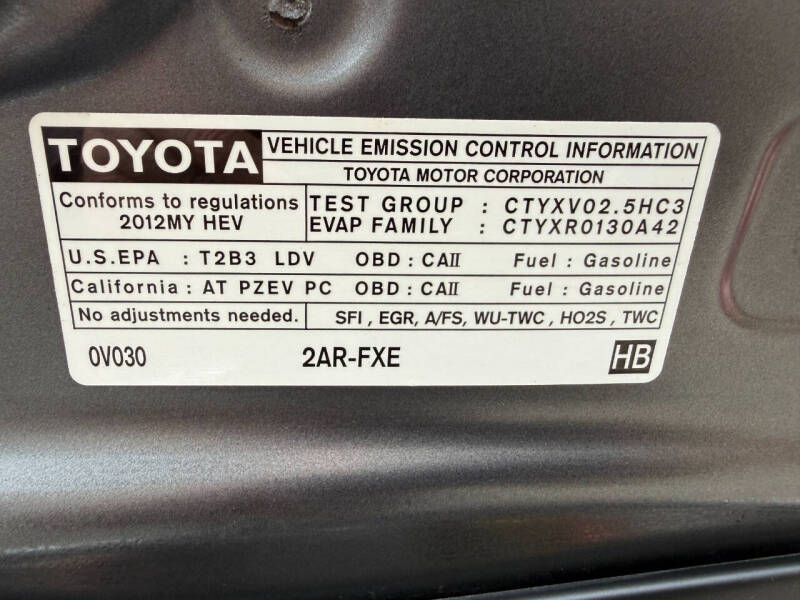 TOYOTA VEHICLE EMISSION CONTROL INFORMATION
TOYOTA MOTOR CORPORATION
Conforms to regulations
2012MY HEV
TEST GROUP : CTYXV02.5HC3
EVAP FAMILY : CTYXR0130A42
U.S.EPA : T2B3 LDV OBD : CAII Fuel : Gasoline
California : AT PZEV PC OBD : CAII Fuel : Gasoline
No adjustments needed. SFI , EGR, A/FS, WU-TWC , HO2S , TWC
0V030 2AR-FXE HB